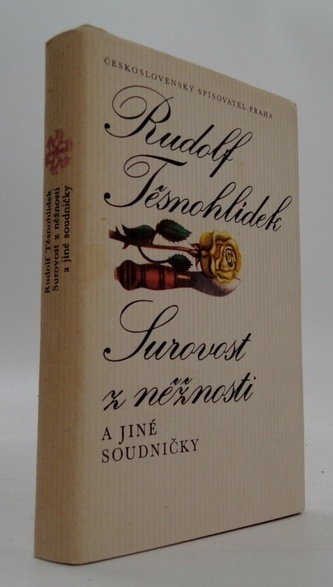 ČESKOSLOVENSKÝ SPISOVATEL PRAHA
Rudolf
Těsnohlídek
Surovost
z něžnosti
A JINÉ
SOUDNIČKY
Rudolf Těsnohlídek
Surovost z něžnosti
a jiné soudničky